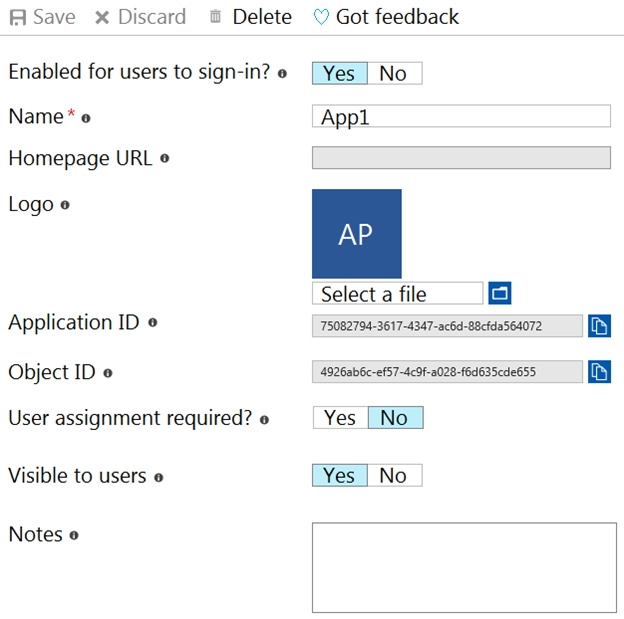 Save Discard Delete Got feedback
Enabled for users to sign-in? Yes No
Name* App1
Homepage URL
Logo
AP
Select a file
Application ID 75082794-3617-4347-ac6d-88cfda564072
Object ID 4926ab6c-ef57-4c9f-a028-f6d635cde655
User assignment required? Yes No
Visible to users Yes No
Notes